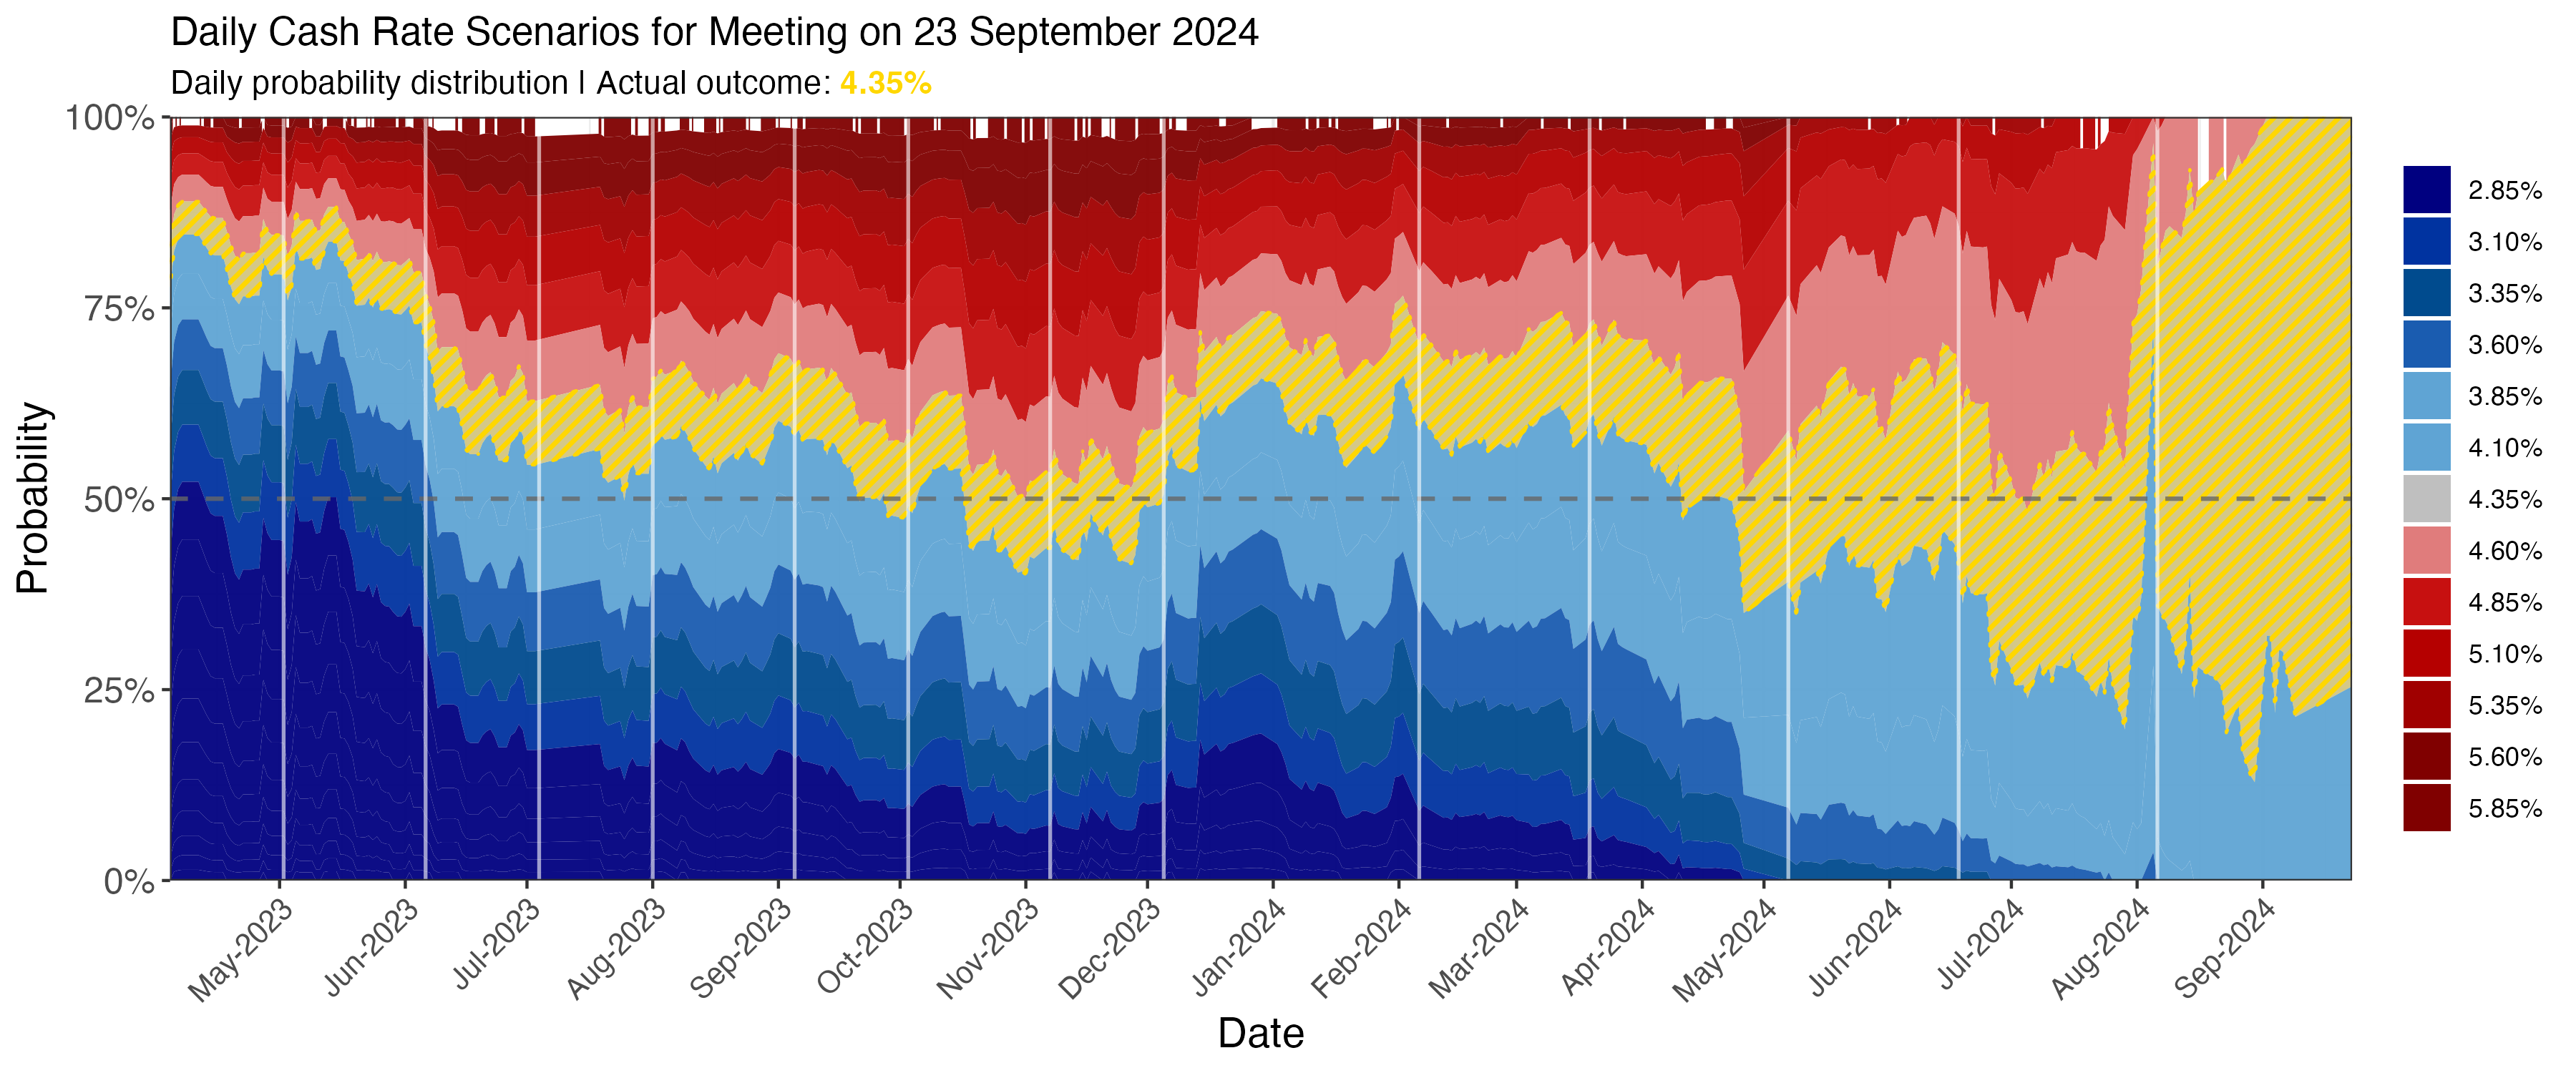 Daily Cash Rate Scenarios for Meeting on 23 September 2024
Daily probability distribution | Actual outcome: 4.35%
100%
75%
50%
25%
0%
Probability
May-2023
Jun-2023
Jul-2023
Aug-2023
Sep-2023
Oct-2023
Nov-2023
Dec-2023
Jan-2024
Feb-2024
Mar-2024
Apr-2024
May-2024
Jun-2024
Jul-2024
Aug-2024
Sep-2024
Date
2.85%
3.10%
3.35%
3.60%
3.85%
4.10%
4.35%
4.60%
4.85%
5.10%
5.35%
5.60%
5.85%